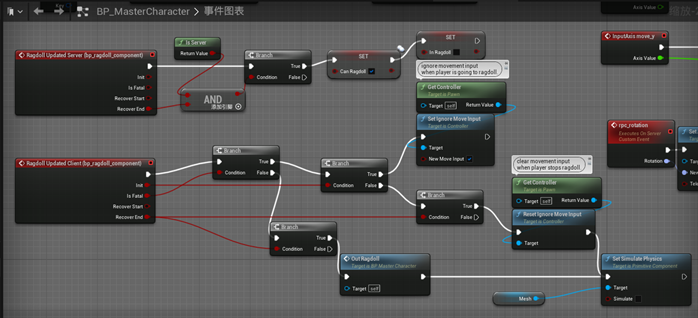 BP_MasterCharacter > 事件图表
Ragdoll Updated Server (bp_ragdoll_component)
Init
Is Fatal
Recover Start
Recover End
Is Server
Return Value
AND
添加引脚
Branch
True
Condition
False
SET
Can Ragdoll
SET
In Ragdoll
ignore movement input
when player is going to ragdoll
Get Controller
Target is Pawn
Target
self
Return Value
Set Ignore Move Input
Target is Controller
Target
New Move Input
Axis Value
InputAxis move_y
Axis Value
rpc_rotation
Executes On Server
Custom Event
Rotation
Ragdoll Updated Client (bp_ragdoll_component)
Init
Is Fatal
Recover Start
Recover End
Branch
True
Condition
False
Branch
True
Condition
False
Branch
True
Condition
False
Branch
True
Condition
False
clear movement input
when player stops ragdoll
Get Controller
Target is Pawn
Target
self
Return Value
Reset Ignore Move Input
Target is Controller
Target
Out Ragdoll
Target is BP Master Character
Target
self
Mesh
Set Simulate Physics
Target is Primitive Component
Target
Simulate